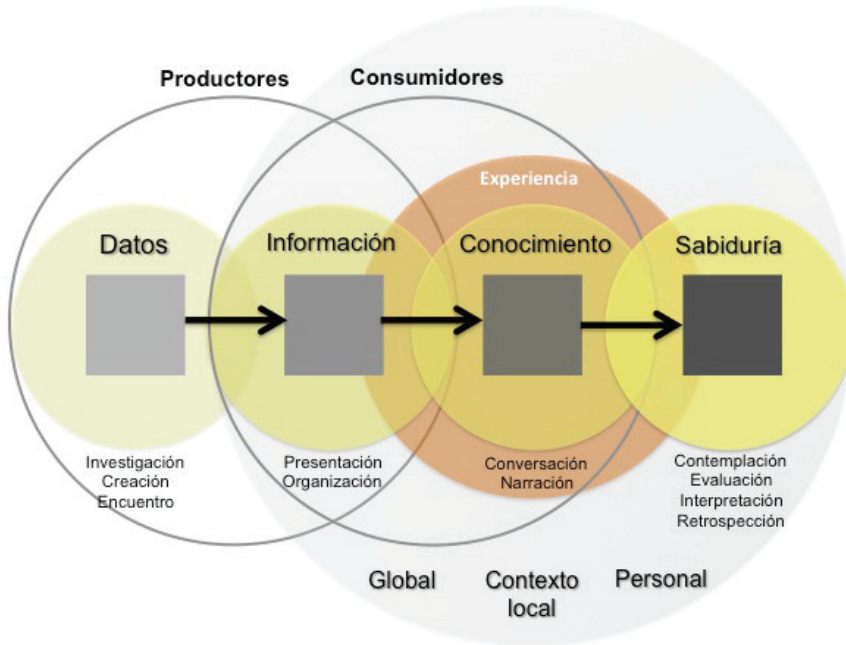 Productores
Consumidores
Experiencia
Datos
Información
Conocimiento
Sabiduría
Investigación
Creación
Encuentro
Presentación
Organización
Conversación
Narración
Contemplación
Evaluación
Interpretación
Retrospección
Global
Contexto
local
Personal